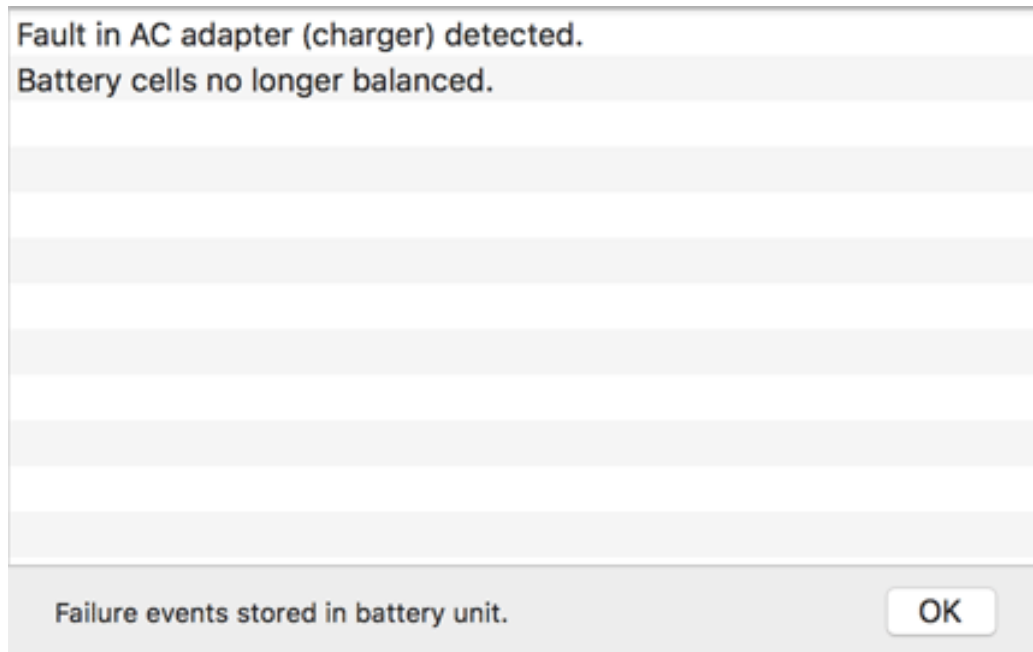 Fault in AC adapter (charger) detected.
Battery cells no longer balanced.
Failure events stored in battery unit.
OK